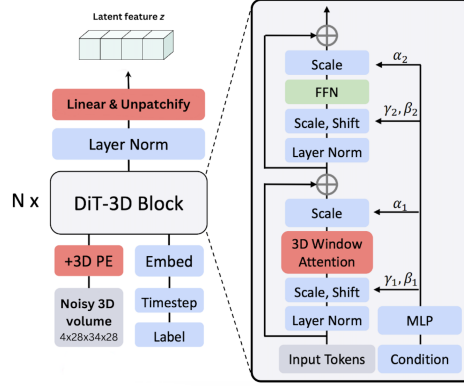 Latent feature z
Linear & Unpatchify
Layer Norm
N x
DiT-3D Block
+3D PE
Embed
Noisy 3D
volume
4x28x34x28
Timestep
Label
Scale
α₂
FFN
Scale, Shift
γ₂, β₂
Layer Norm
Scale
α₁
3D Window
Attention
γ₁, β₁
Scale, Shift
Layer Norm
MLP
Input Tokens
Condition